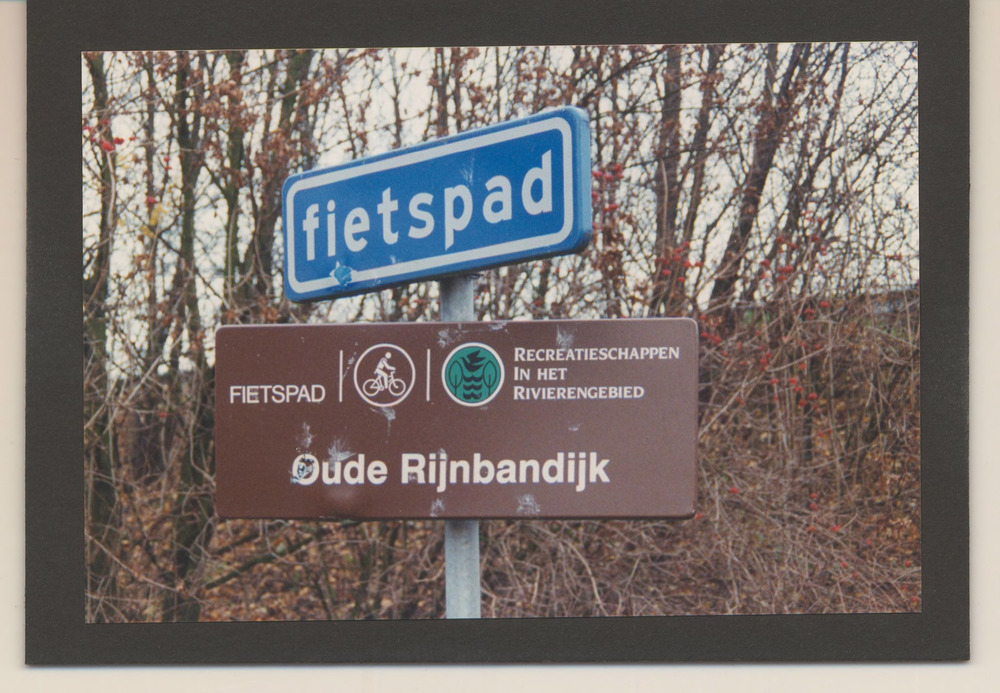 fietspad
FIETSPAD
RECREATIESCHAPPEN
IN HET
RIVIERENGEBIED
Oude Rijnbandijk